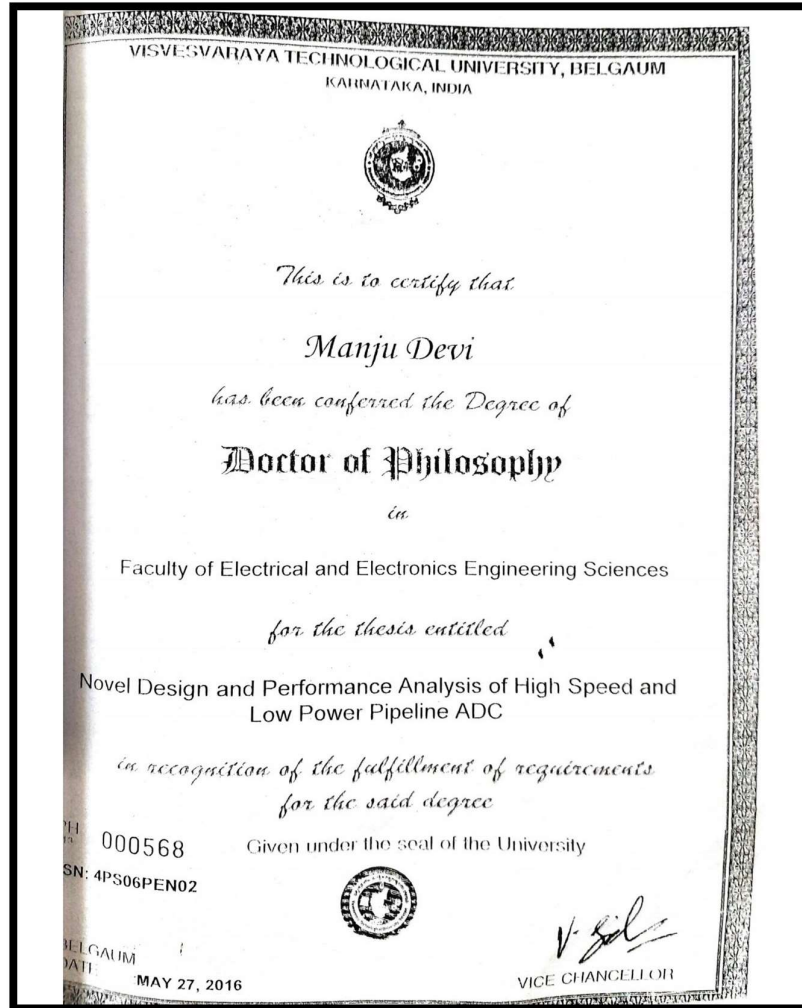 VISVESVARAYA TECHNOLOGICAL UNIVERSITY, BELGAUM
KARNATAKA, INDIA
This is to certify that
Manju Devi
has been conferred the Degree of
Doctor of Philosophy
in
Faculty of Electrical and Electronics Engineering Sciences
for the thesis entitled
Novel Design and Performance Analysis of High Speed and
Low Power Pipeline ADC
in recognition of the fulfillment of requirements
for the said degree
PH 000568
Given under the seal of the University
SN: 4PS06PEN02
BELGAUM
DATE MAY 27, 2016
VICE CHANCELLOR